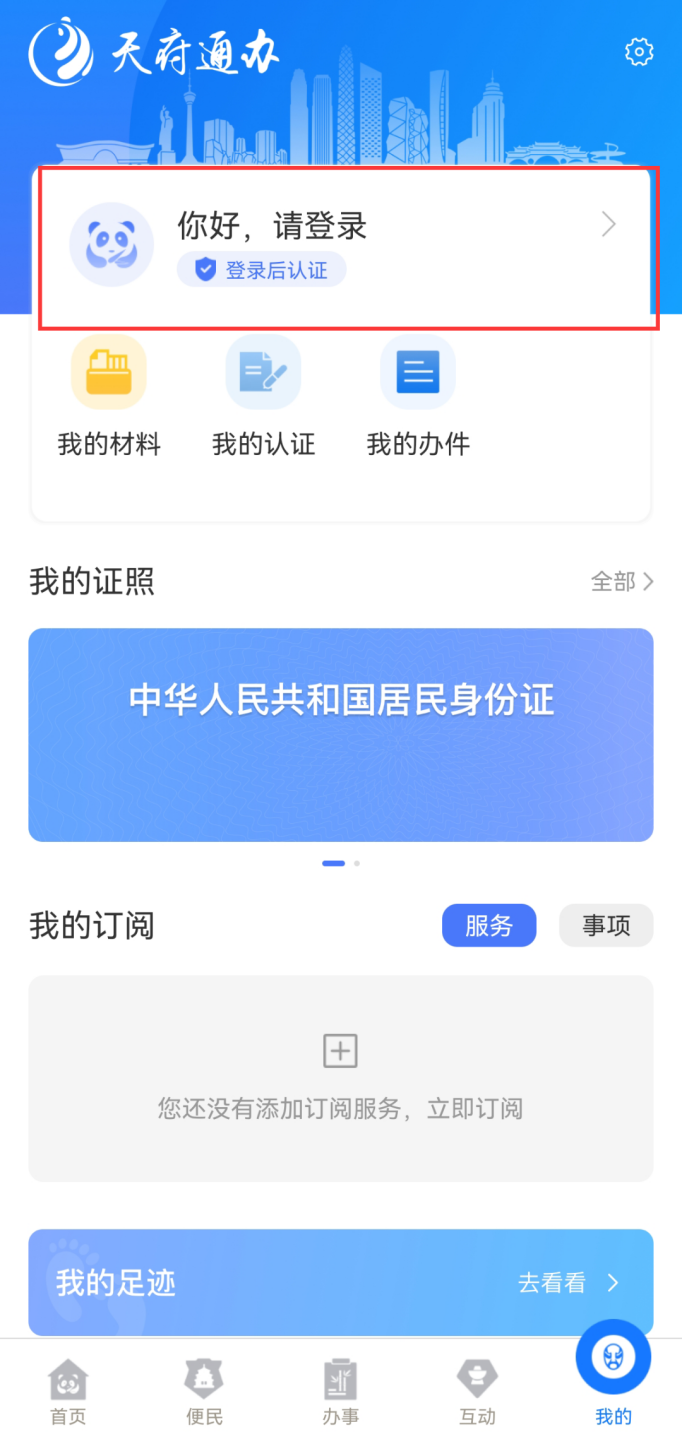 天府通办
你好，请登录
登录后认证
我的材料 我的认证 我的办件
我的证照 全部
中华人民共和国居民身份证
我的订阅 服务 事项
您还没有添加订阅服务，立即订阅
我的足迹 去看看
首页 便民 办事 互动 我的